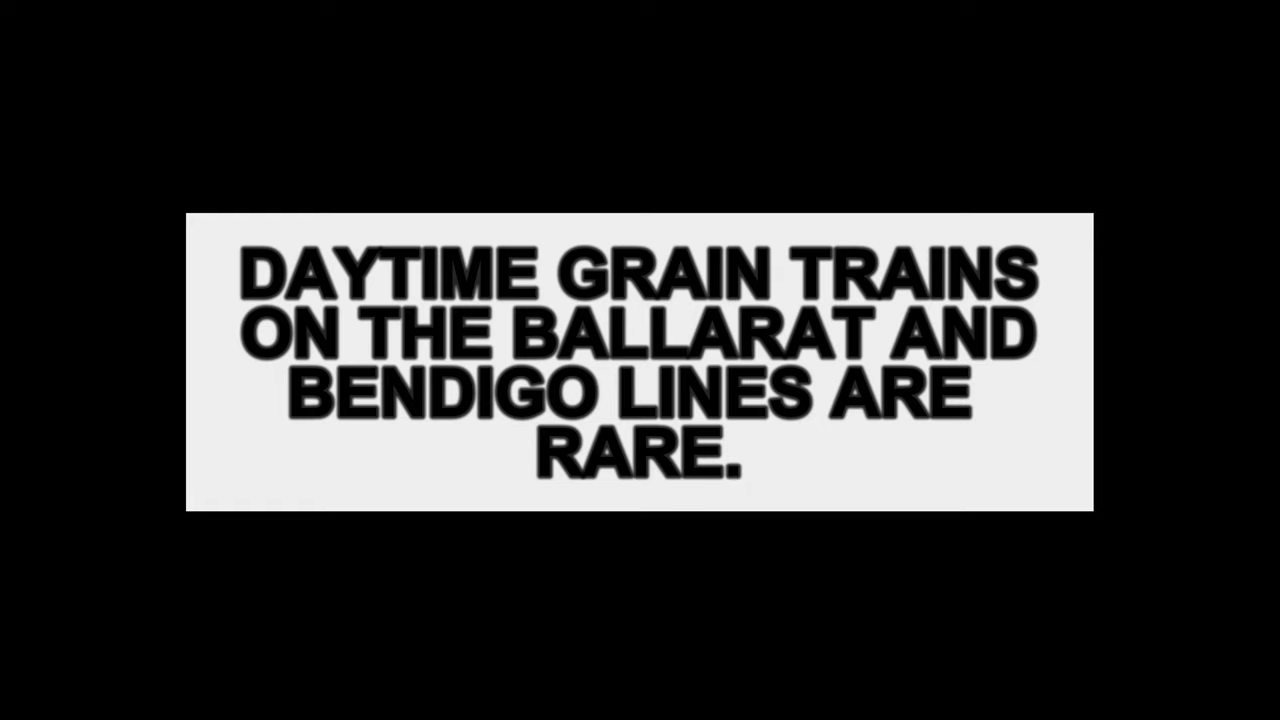 DAYTIME GRAIN TRAINS
ON THE BALLARAT AND
BENDIGO LINES ARE
RARE.